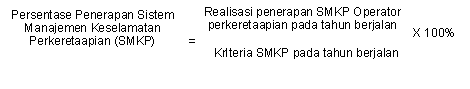 Persentase Penerapan Sistem
Manajemen Keselamatan
Perkeretaapian (SMKP)
=
Realisasi penerapan SMKP Operator
perkeretaapian pada tahun berjalan
Kriteria SMKP pada tahun berjalan
X 100%